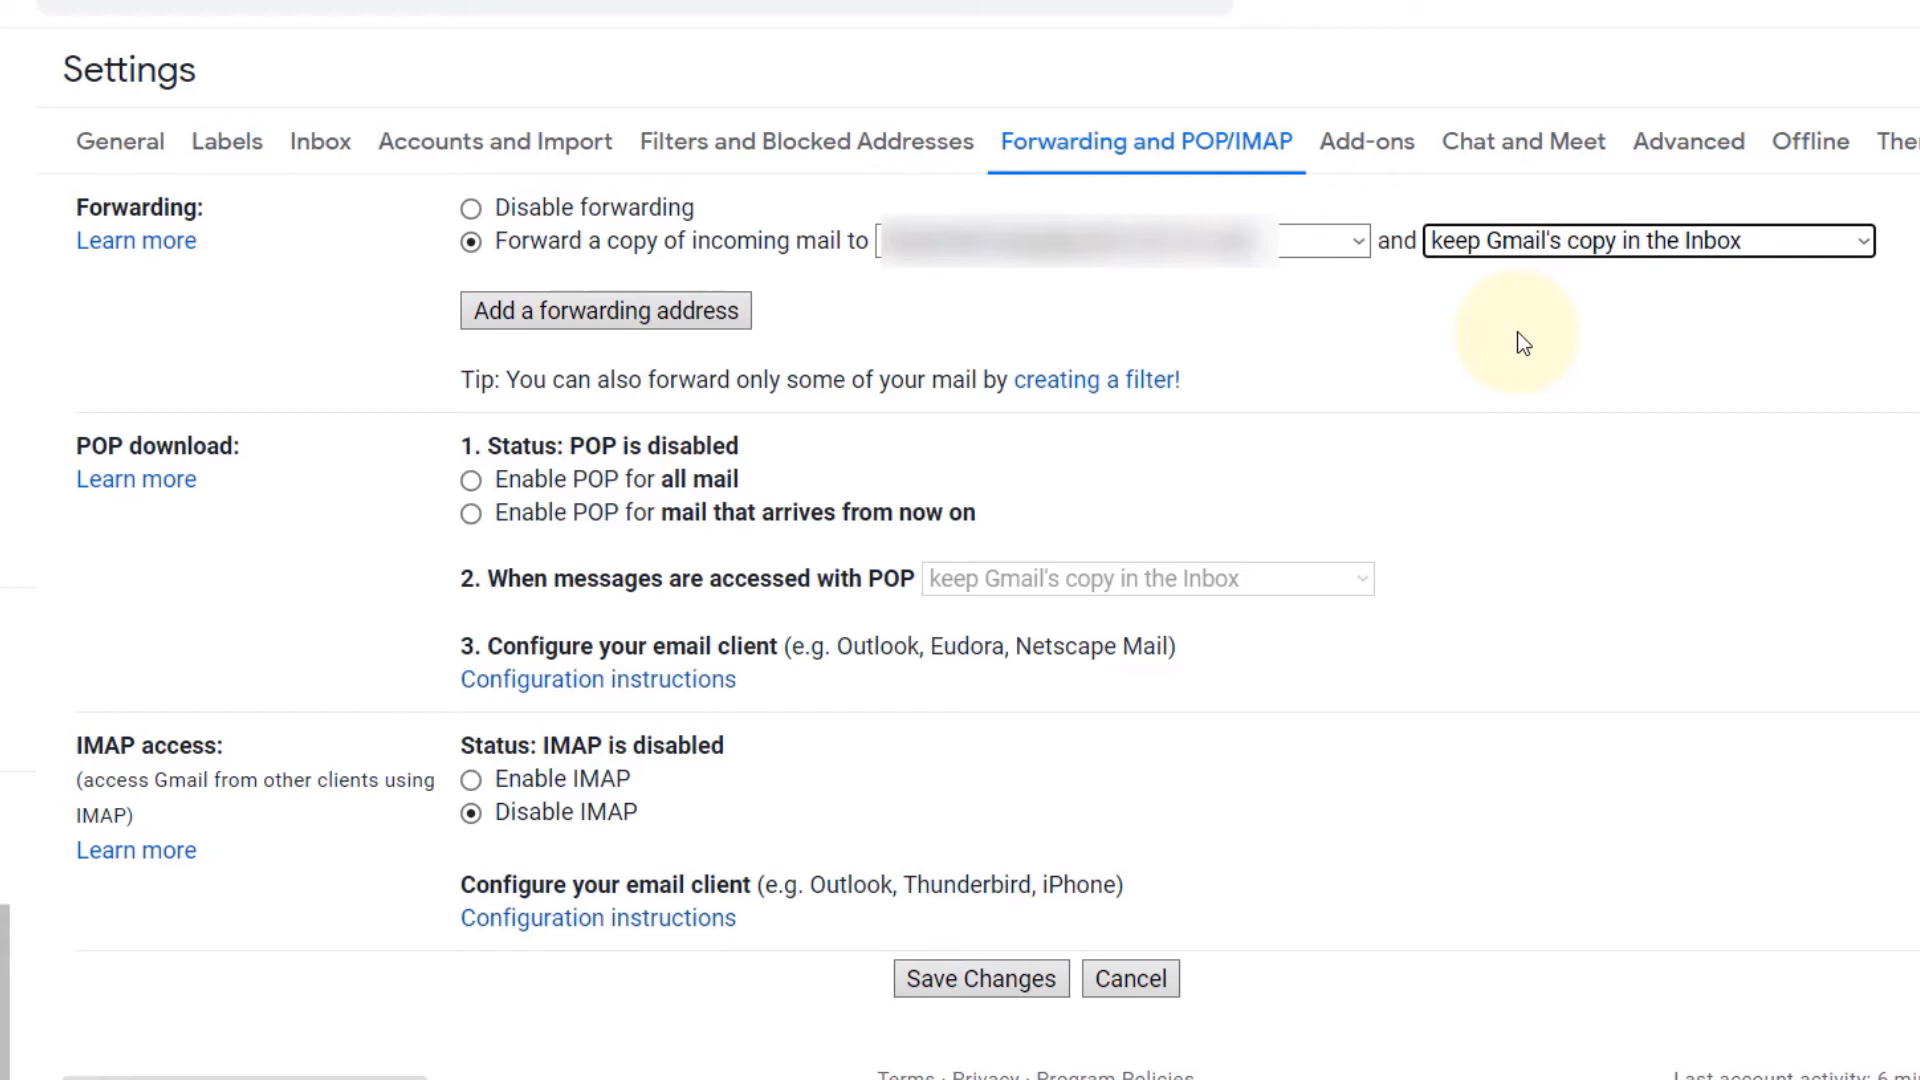 Settings
General Labels Inbox Accounts and Import Filters and Blocked Addresses Forwarding and POP/IMAP Add-ons Chat and Meet Advanced Offline
Forwarding:
Learn more
Disable forwarding
Forward a copy of incoming mail to and keep Gmail's copy in the Inbox
Add a forwarding address
Tip: You can also forward only some of your mail by creating a filter!
POP download:
Learn more
1. Status: POP is disabled
Enable POP for all mail
Enable POP for mail that arrives from now on
2. When messages are accessed with POP keep Gmail's copy in the Inbox
3. Configure your email client (e.g. Outlook, Eudora, Netscape Mail)
Configuration instructions
IMAP access:
(access Gmail from other clients using
IMAP)
Learn more
Status: IMAP is disabled
Enable IMAP
Disable IMAP
Configure your email client (e.g. Outlook, Thunderbird, iPhone)
Configuration instructions
Save Changes Cancel
Terms · Privacy · Program Policies
Last account activity: 6